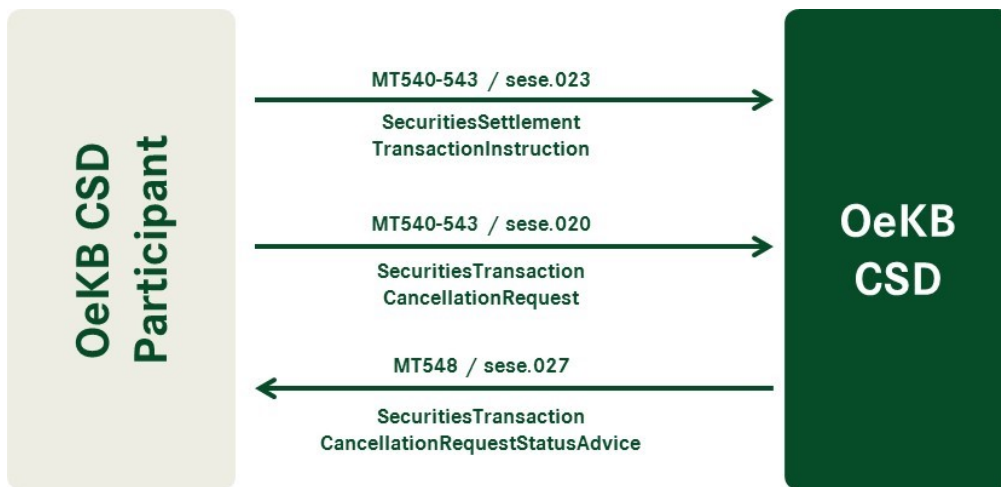 OeKB CSD
Participant
MT540-543 / sese.023
SecuritiesSettlement
TransactionInstruction
MT540-543 / sese.020
SecuritiesTransaction
CancellationRequest
MT548 / sese.027
SecuritiesTransaction
CancellationRequestStatusAdvice
OeKB
CSD